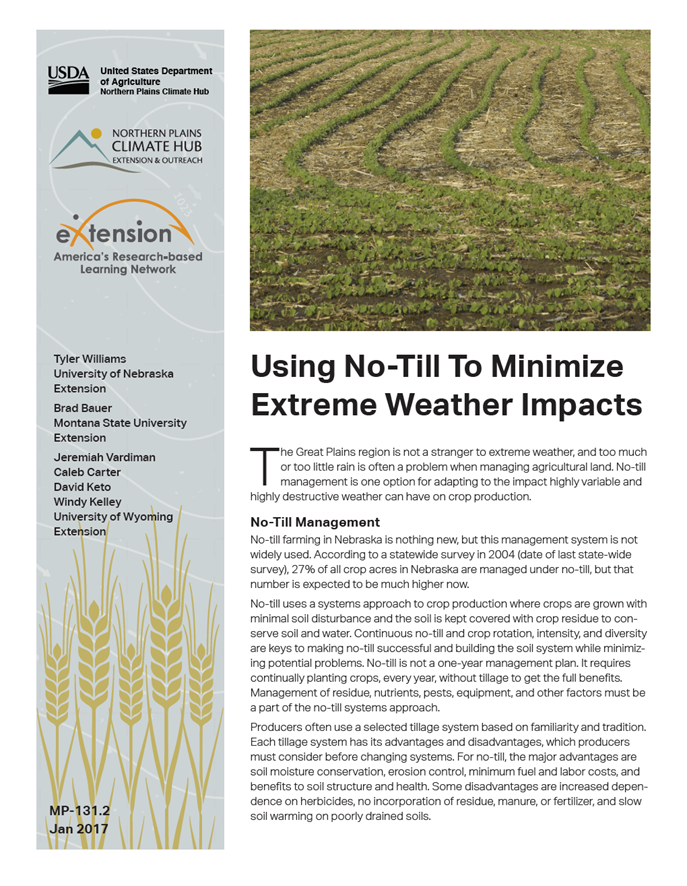 USDA
United States Department
of Agriculture
Northern Plains Climate Hub
NORTHERN PLAINS
CLIMATE HUB
EXTENSION & OUTREACH
1023
eXtension
America's Research-based
Learning Network
Tyler Williams
University of Nebraska
Extension
Brad Bauer
Montana State University
Extension
Jeremiah Vardiman
Caleb Carter
David Keto
Windy Kelley
University of Wyoming
Extension
MP-131.2
Jan 2017
Using No-Till To Minimize
Extreme Weather Impacts
The Great Plains region is not a stranger to extreme weather, and too much
or too little rain is often a problem when managing agricultural land. No-till
management is one option for adapting to the impact highly variable and
highly destructive weather can have on crop production.
No-Till Management
No-till farming in Nebraska is nothing new, but this management system is not
widely used. According to a statewide survey in 2004 (date of last state-wide
survey), 27% of all crop acres in Nebraska are managed under no-till, but that
number is expected to be much higher now.
No-till uses a systems approach to crop production where crops are grown with
minimal soil disturbance and the soil is kept covered with crop residue to con-
serve soil and water. Continuous no-till and crop rotation, intensity, and diversity
are keys to making no-till successful and building the soil system while minimiz-
ing potential problems. No-till is not a one-year management plan. It requires
continually planting crops, every year, without tillage to get the full benefits.
Management of residue, nutrients, pests, equipment, and other factors must be
a part of the no-till systems approach.
Producers often use a selected tillage system based on familiarity and tradition.
Each tillage system has its advantages and disadvantages, which producers
must consider before changing systems. For no-till, the major advantages are
soil moisture conservation, erosion control, minimum fuel and labor costs, and
benefits to soil structure and health. Some disadvantages are increased depen-
dence on herbicides, no incorporation of residue, manure, or fertilizer, and slow
soil warming on poorly drained soils.